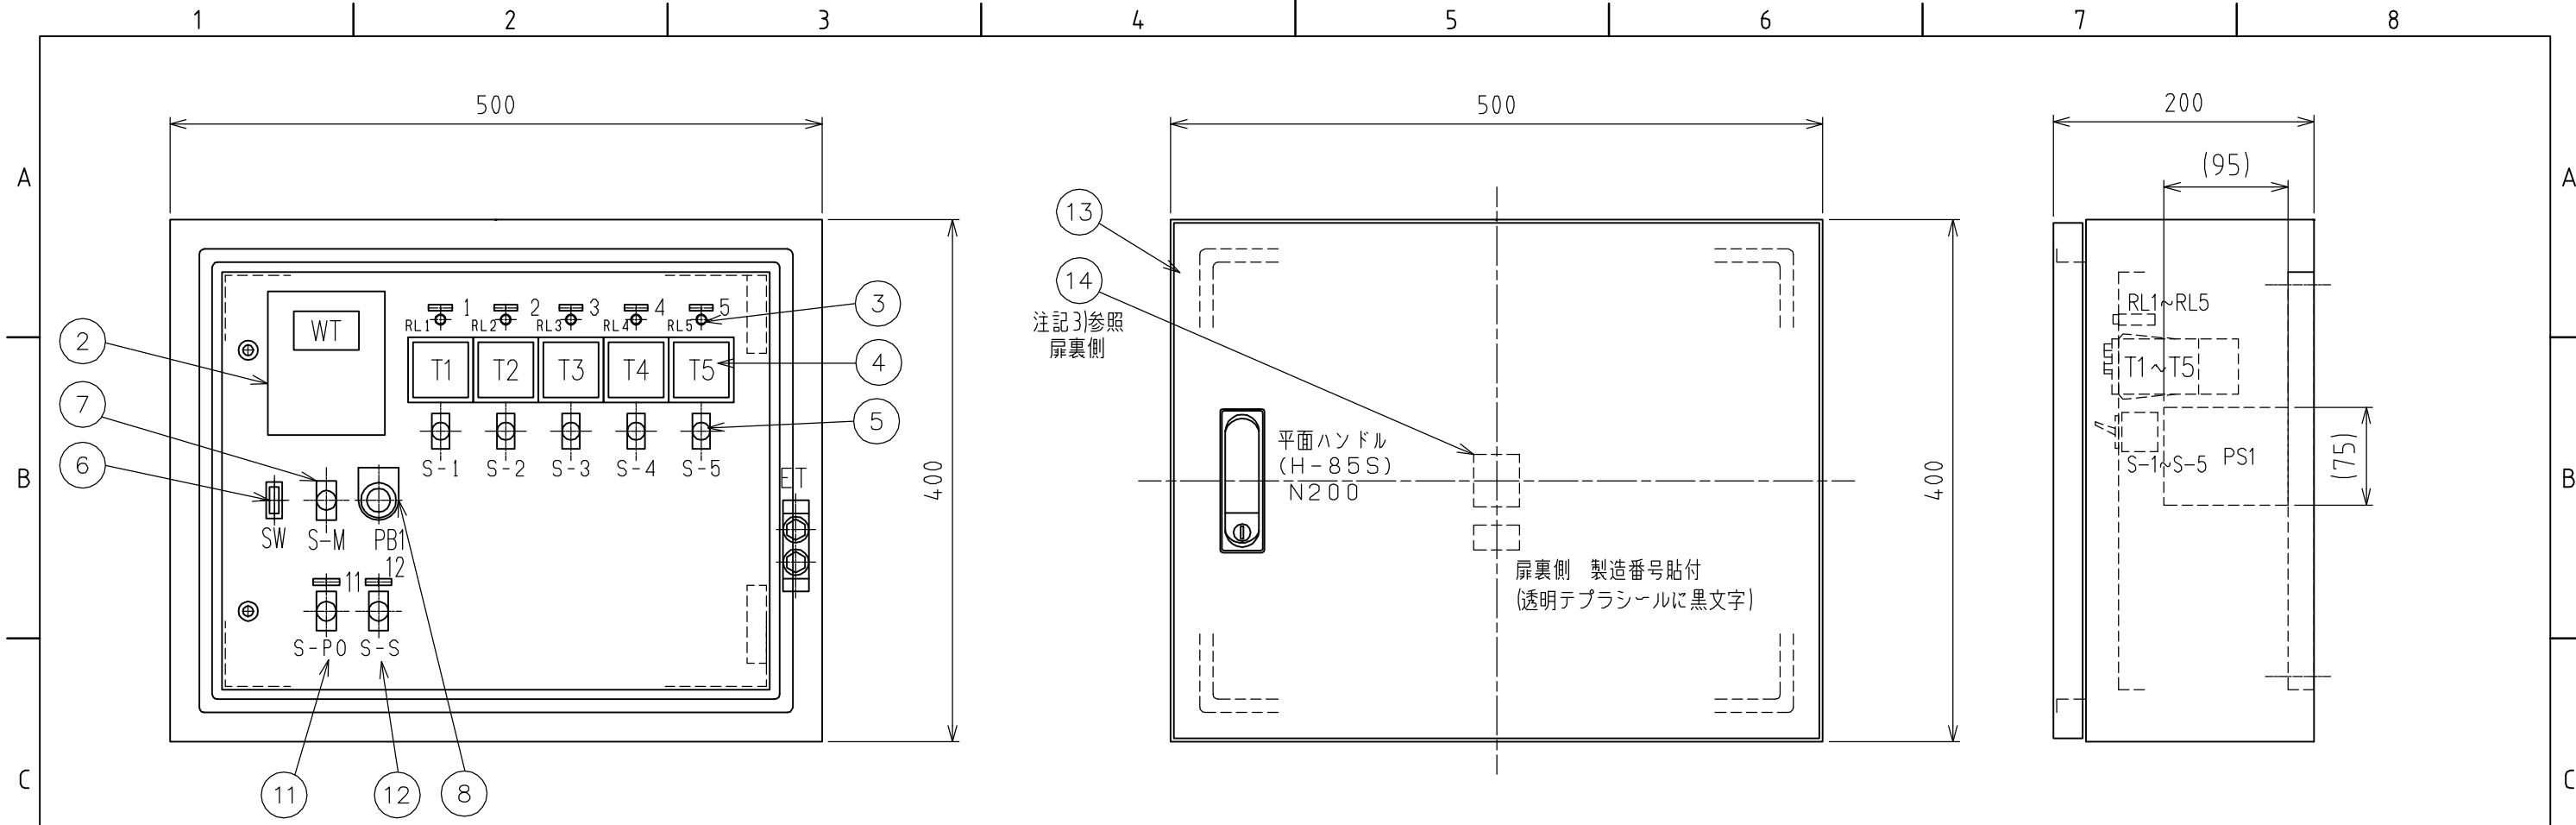 1 2 3 4 5 6 7 8
500 500 200
(95)
A A
13
14
注記3)参照
扉裏側
1 2 3 4 5
RL1 RL2 RL3 RL4 RL5
3
WT
2
T1 T2 T3 T4 T5
4
7
5
S-1 S-2 S-3 S-4 S-5
6
ET
SW S-M PB1
11 12
S-PO S-S
11 12 8
400
平面ハンドル
(H-85S)
N200
扉裏側 製造番号貼付
(透明テプラシールに黒文字)
400
RL1~RL5
T1~T5
S-1~S-5
PS1
(75)
B B
C C